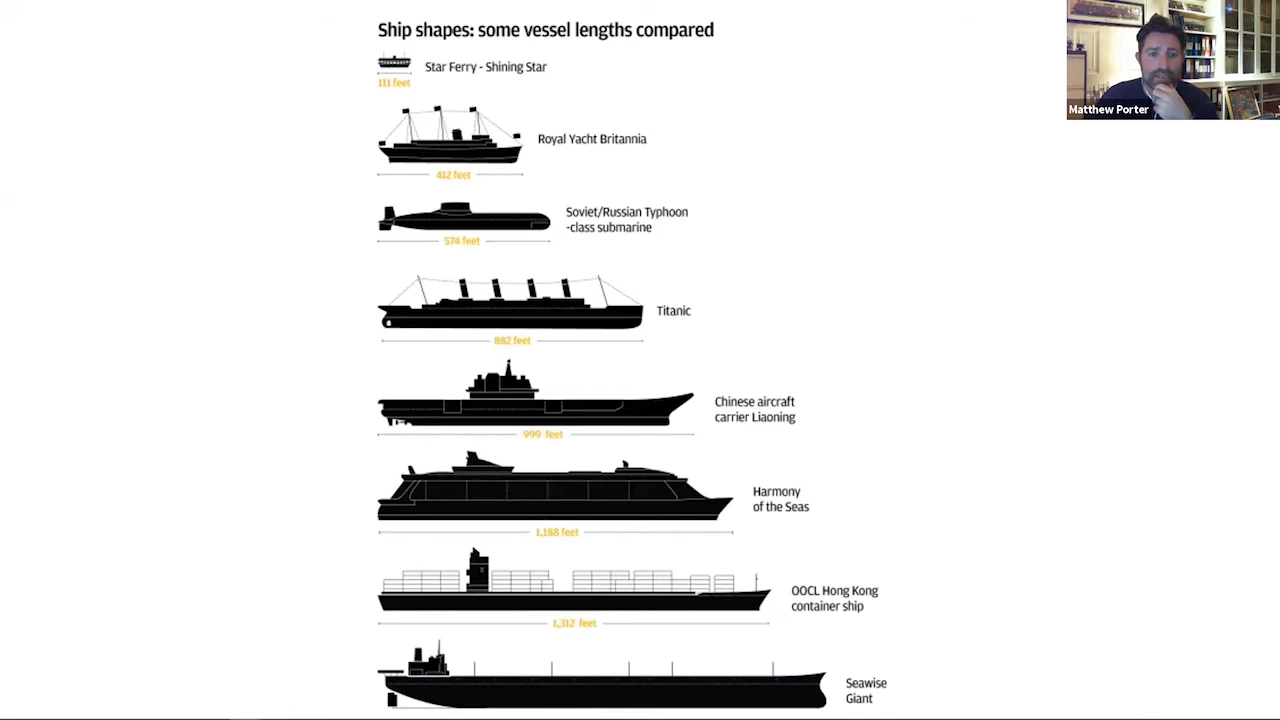 Ship shapes: some vessel lengths compared
Star Ferry - Shining Star
111 feet
Royal Yacht Britannia
412 feet
Soviet/Russian Typhoon
-class submarine
574 feet
Titanic
882 feet
Chinese aircraft
carrier Liaoning
999 feet
Harmony
of the Seas
1,188 feet
OOCL Hong Kong
container ship
1,312 feet
Seawise
Giant
Matthew Porter